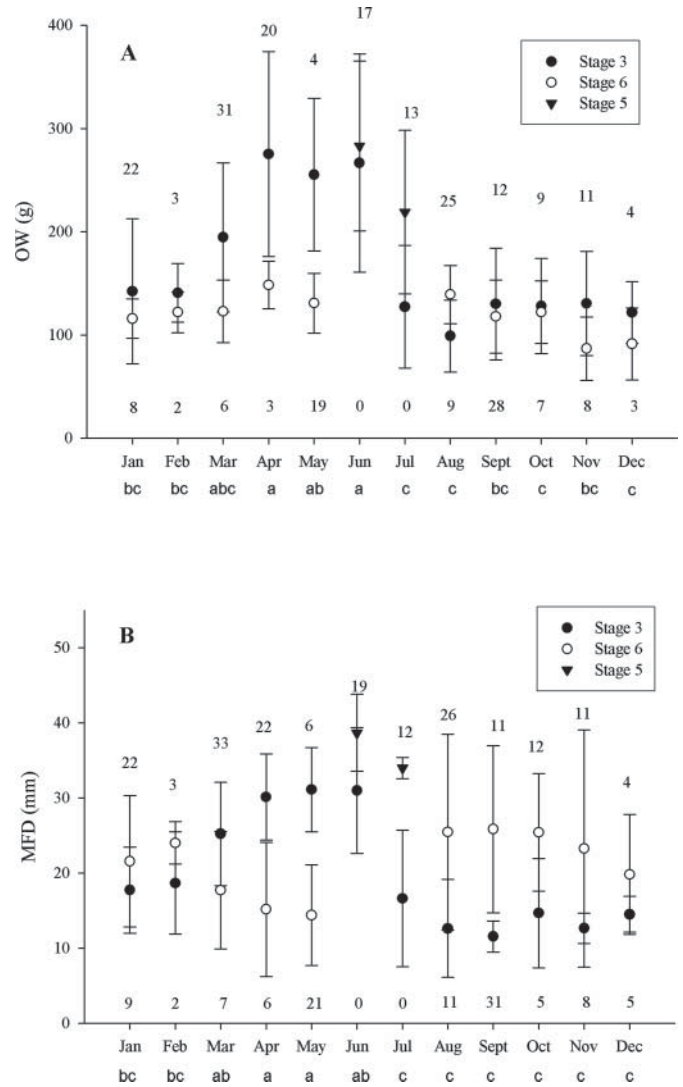 A
400
300
200
100
0
OW (g)
Stage 3
Stage 6
Stage 5
22 3 31 20 4 17 13 25 12 9 11 4
8 2 6 3 19 0 0 9 28 7 8 3
Jan Feb Mar Apr May Jun Jul Aug Sept Oct Nov Dec
bc bc abc a ab a c c bc c bc c
B
50
40
30
20
10
0
MFD (mm)
Stage 3
Stage 6
Stage 5
22 3 33 22 6 19 12 26 11 12 11 4
9 2 7 6 21 0 0 11 31 5 8 5
Jan Feb Mar Apr May Jun Jul Aug Sept Oct Nov Dec
bc bc ab a a ab c c c c c c